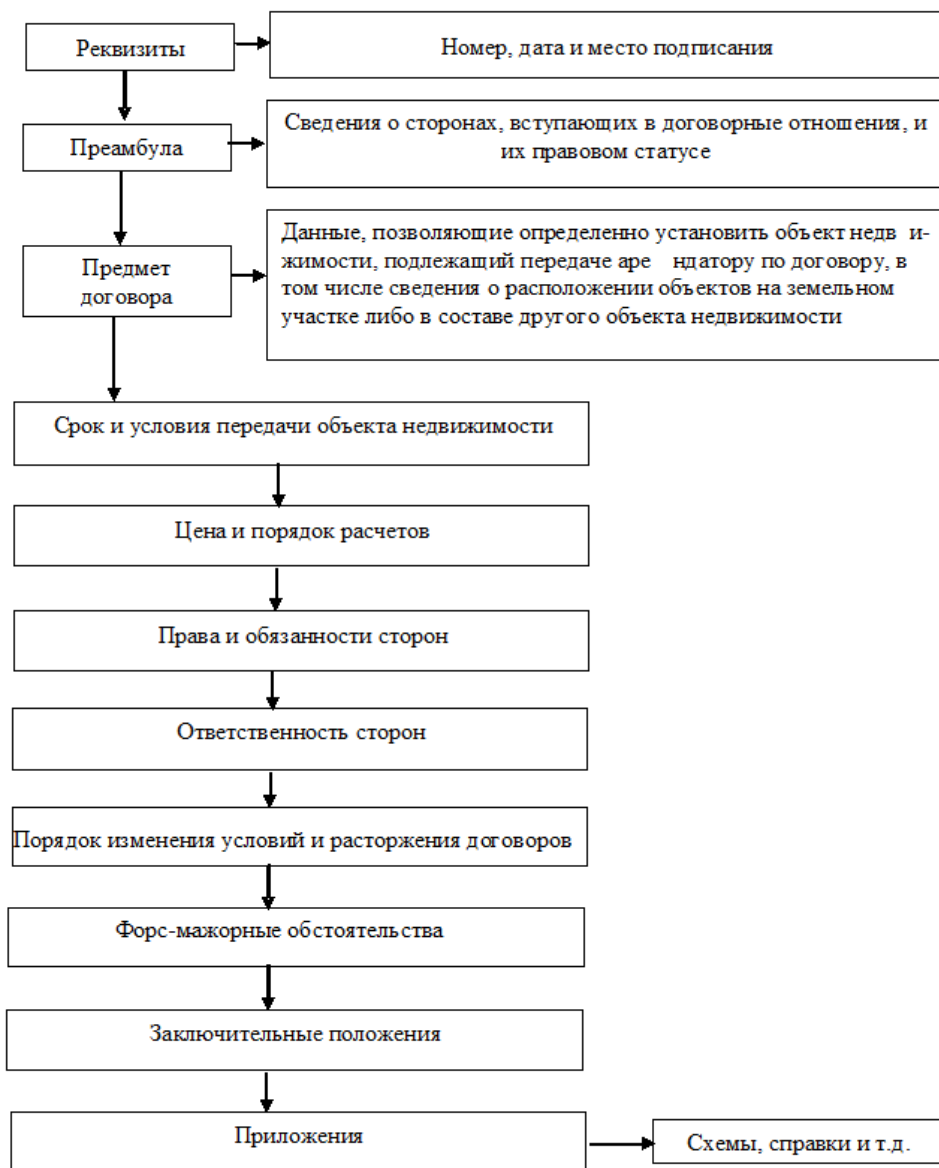 Реквизиты
Номер, дата и место подписания
Преамбула
Сведения о сторонах, вступающих в договорные отношения, и
их правовом статусе
Предмет
договора
Данные, позволяющие определенно установить объект недв и-
жимости, подлежащий передаче аре ндатору по договору, в
том числе сведения о расположении объектов на земельном
участке либо в составе другого объекта недвижимости
Срок и условия передачи объекта недвижимости
Цена и порядок расчетов
Права и обязанности сторон
Ответственность сторон
Порядок изменения условий и расторжения договоров
Форс-мажорные обстоятельства
Заключительные положения
Приложения
Схемы, справки и т.д.